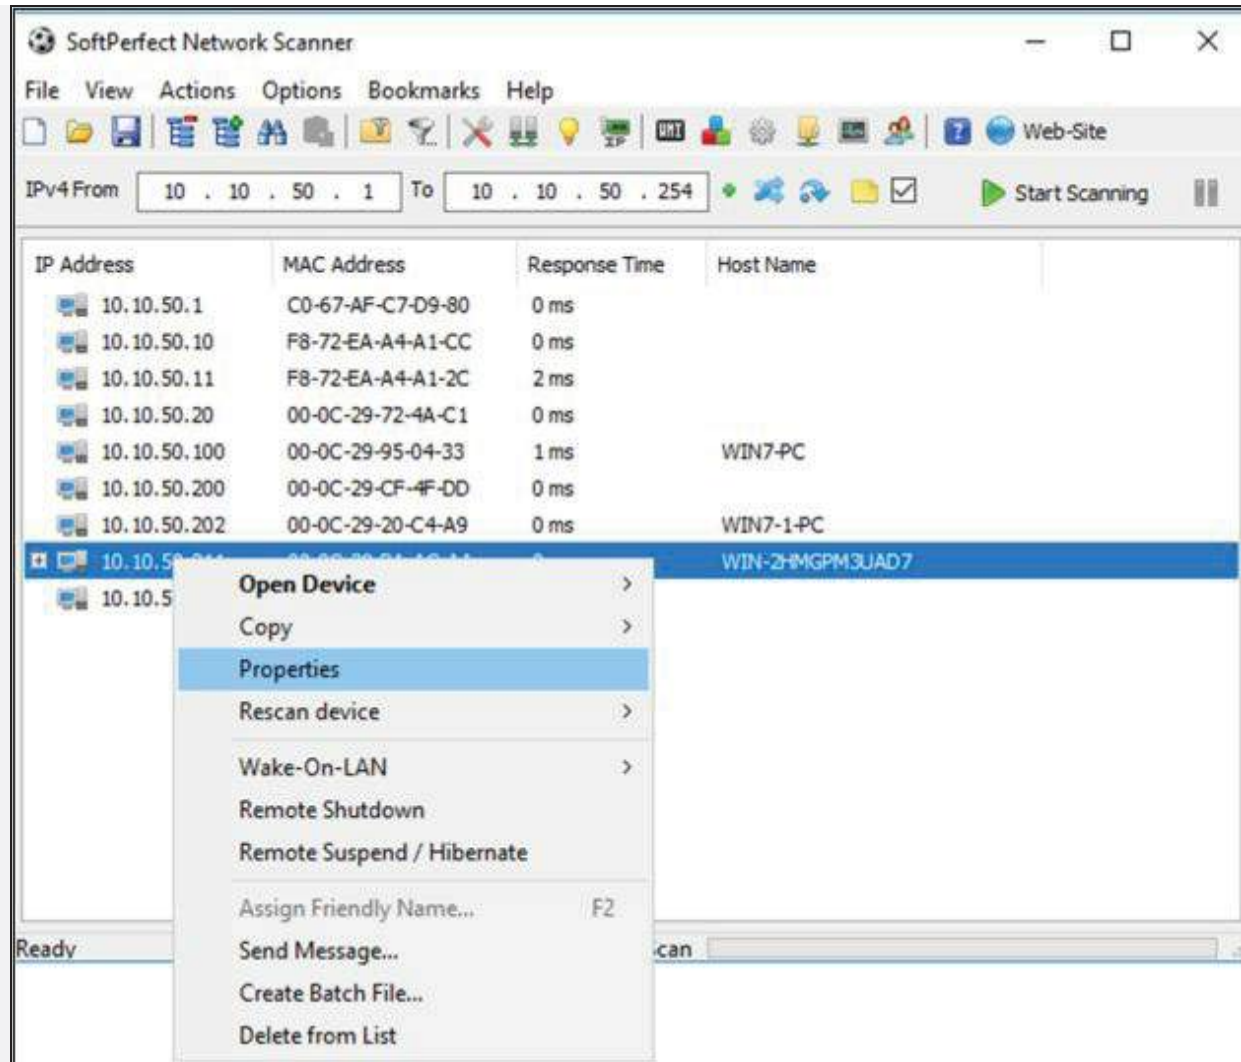 SoftPerfect Network Scanner
File View Actions Options Bookmarks Help
Web-Site
IPv4 From 10 . 10 . 50 . 1 To 10 . 10 . 50 . 254 Start Scanning
IP Address MAC Address Response Time Host Name
10.10.50.1 C0-67-AF-C7-D9-80 0 ms
10.10.50.10 F8-72-EA-A4-A1-CC 0 ms
10.10.50.11 F8-72-EA-A4-A1-2C 2 ms
10.10.50.20 00-0C-29-72-4A-C1 0 ms
10.10.50.100 00-0C-29-95-04-33 1 ms WIN7-PC
10.10.50.200 00-0C-29-CF-4F-DD 0 ms
10.10.50.202 00-0C-29-20-C4-A9 0 ms WIN7-1-PC
WIN-2HMGPM3UAD7
10.10.5
Open Device
Copy
Properties
Rescan device
Wake-On-LAN
Remote Shutdown
Remote Suspend / Hibernate
Assign Friendly Name... F2
Ready
Send Message...
Create Batch File...
Delete from List